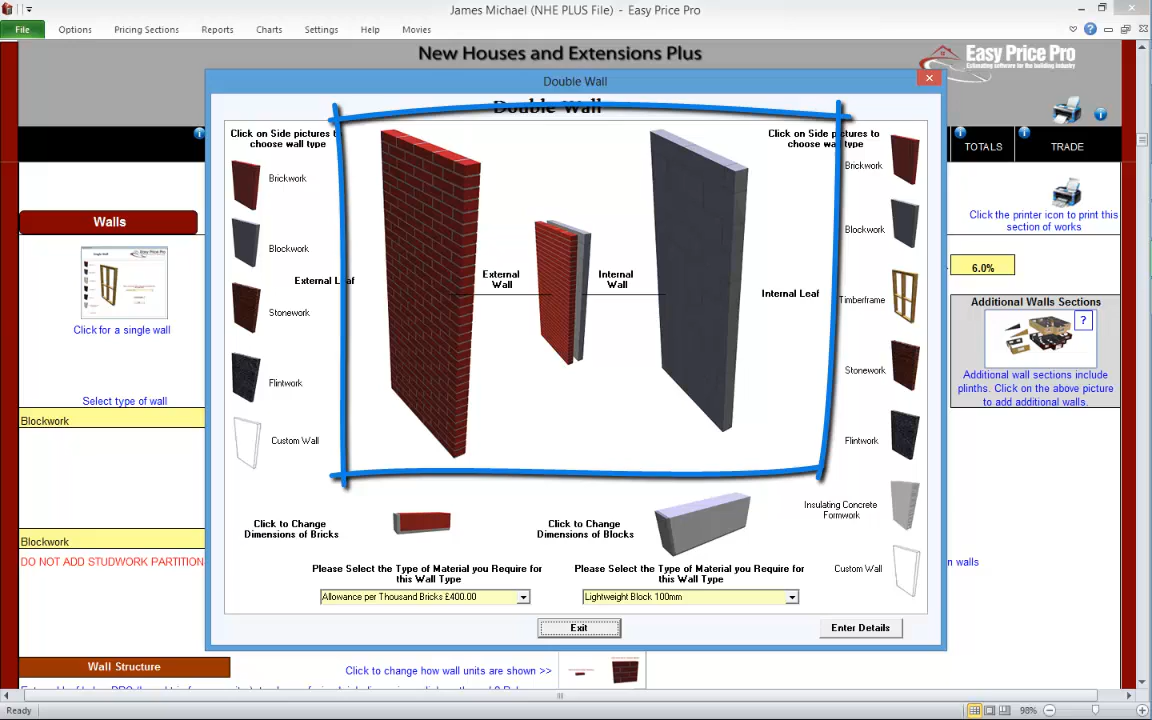 James Michael (NHE PLUS File) - Easy Price Pro
File
Options
Pricing Sections
Reports
Charts
Settings
Help
Movies
New Houses and Extensions Plus
Easy Price Pro
Estimating software for the building industry
Double Wall
Double Wall
Click on Side pictures t
choose wall type
Brickwork
Blockwork
External Leaf
Stonework
Flintwork
Custom Wall
External
Wall
Internal
Wall
Click on Side pictures to
choose wall type
Brickwork
Blockwork
Internal Leaf
Timberframe
Stonework
Flintwork
Insulating Concrete
Formwork
Custom Wall
Click to Change
Dimensions of Bricks
Click to Change
Dimensions of Blocks
Please Select the Type of Material you Require for
this Wall Type
Allowance per Thousand Bricks £400.00
Please Select the Type of Material you Require for
this Wall Type
Lightweight Block 100mm
Exit
Enter Details
Walls
Click for a single wall
Select type of wall
Blockwork
Blockwork
DO NOT ADD STUDWORK PARTITION
n walls
TOTALS
TRADE
Click the printer icon to print this
section of works
6.0%
Additional Walls Sections
?
Additional wall sections include
plinths. Click on the above picture
to add additional walls.
Wall Structure
Click to change how wall units are shown >>
Ready
98%